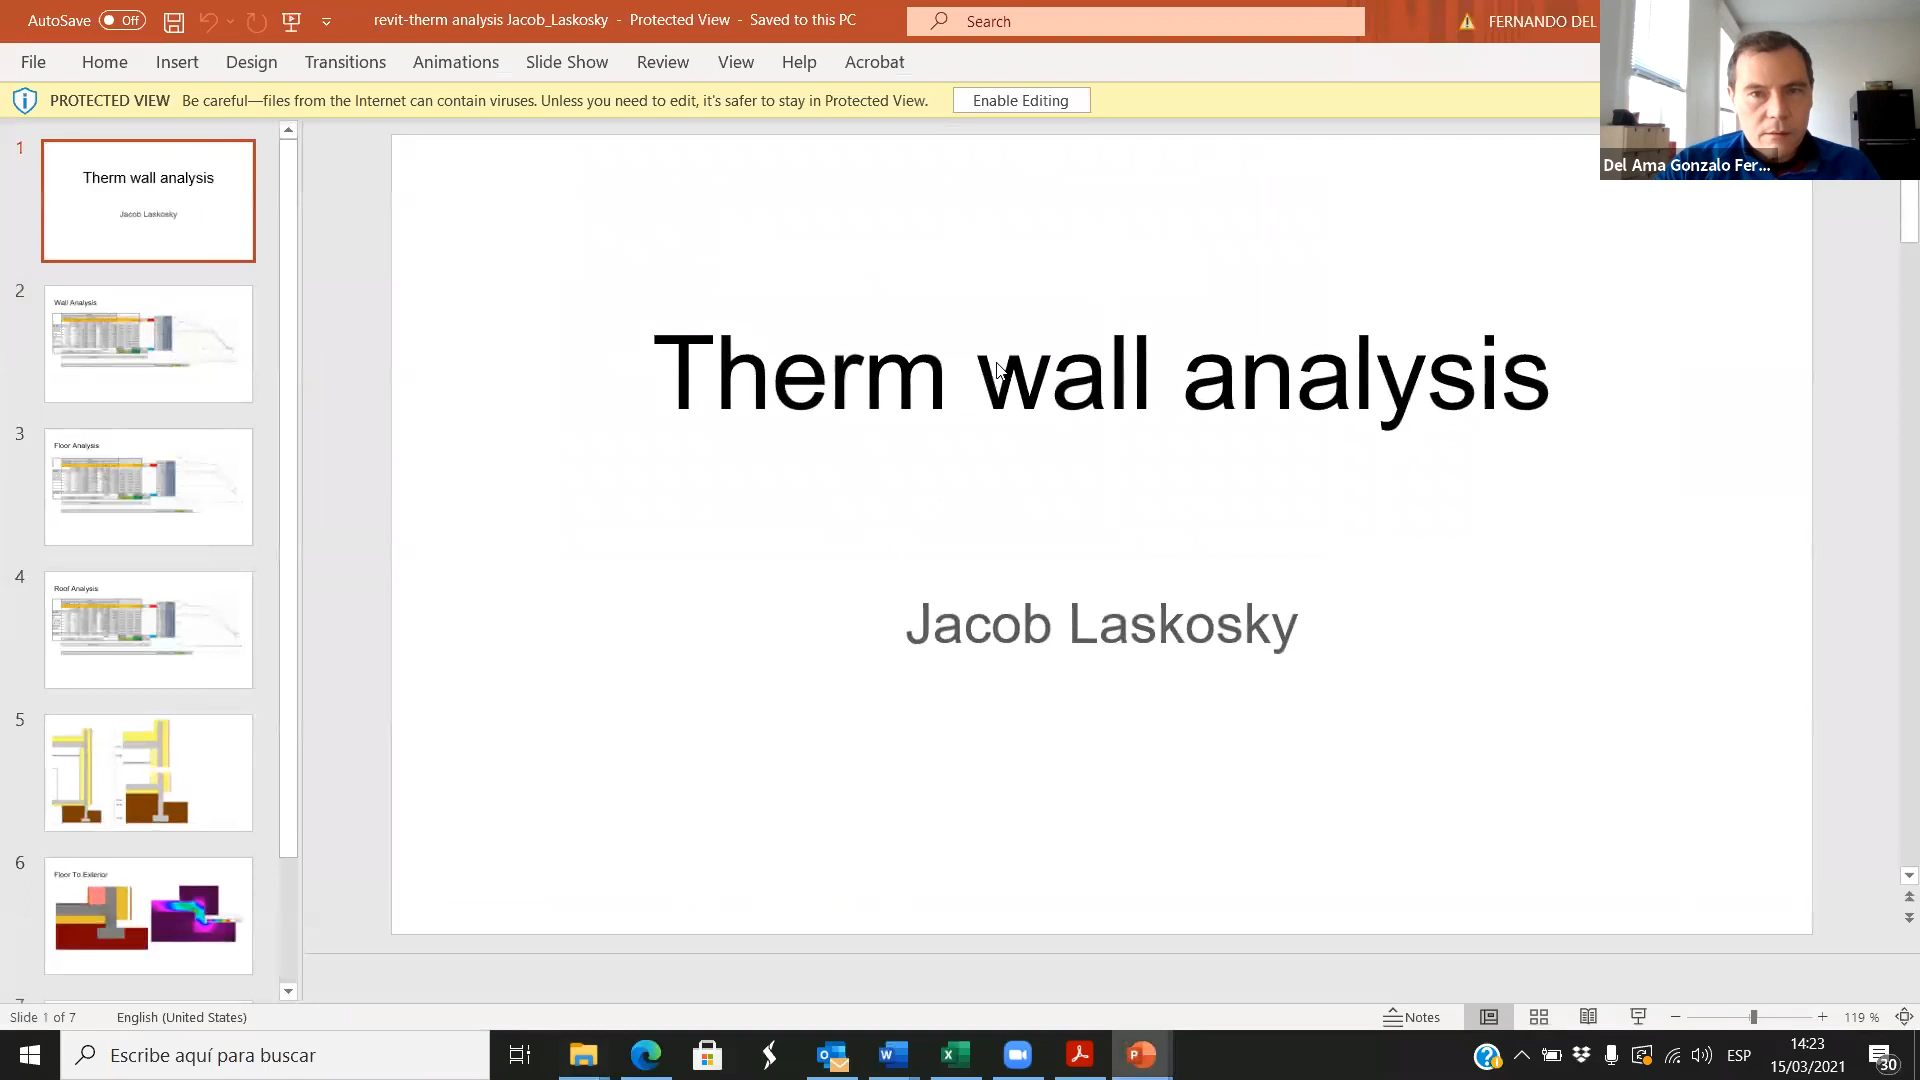 AutoSave Off revit-therm analysis Jacob_Laskosky - Protected View - Saved to this PC Search FERNANDO DEL
File Home Insert Design Transitions Animations Slide Show Review View Help Acrobat
PROTECTED VIEW Be careful—files from the Internet can contain viruses. Unless you need to edit, it's safer to stay in Protected View. Enable Editing
Del Ama Gonzalo Fer...
1
Therm wall analysis
Jacob Laskosky
2
Wall Analysis
3
Floor Analysis
4
Roof Analysis
5
6
Floor To Exterior
7
Therm wall analysis
Jacob Laskosky
Slide 1 of 7 English (United States) Notes 119 %
Escribe aquí para buscar
ESP
14:23
15/03/2021
30